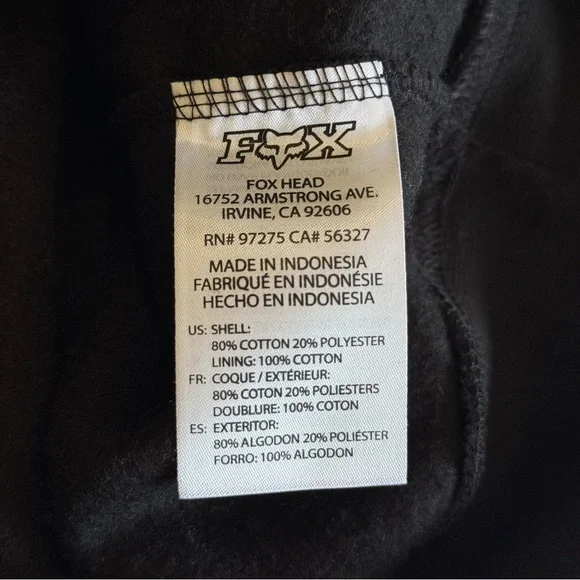 FOX
FOX HEAD
16752 ARMSTRONG AVE.
IRVINE, CA 92606
RN# 97275 CA# 56327
MADE IN INDONESIA
FABRIQUÉ EN INDONÉSIE
HECHO EN INDONESIA
US: SHELL:
80% COTTON 20% POLYESTER
LINING: 100% COTTON
FR: COQUE / EXTÉRIEUR:
80% COTON 20% POLIESTERS
DOUBLURE: 100% COTON
ES: EXTERITOR:
80% ALGODON 20% POLIÉSTER
FORRO: 100% ALGODON